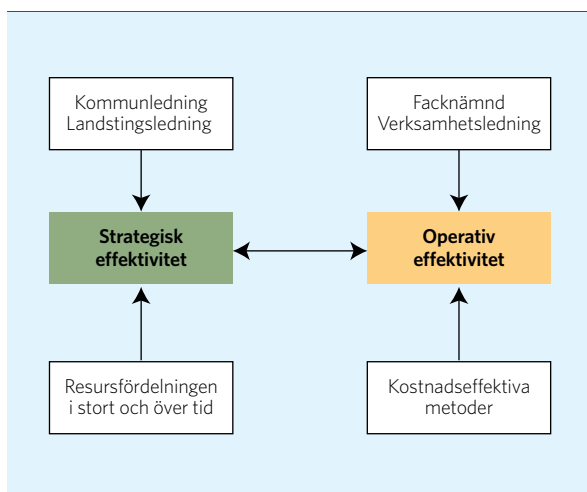 Kommunledning
Landstingsledning
Facknämnd
Verksamhetsledning
Strategisk
effektivitet
Operativ
effektivitet
Resursfördelningen
i stort och över tid
Kostnadseffektiva
metoder